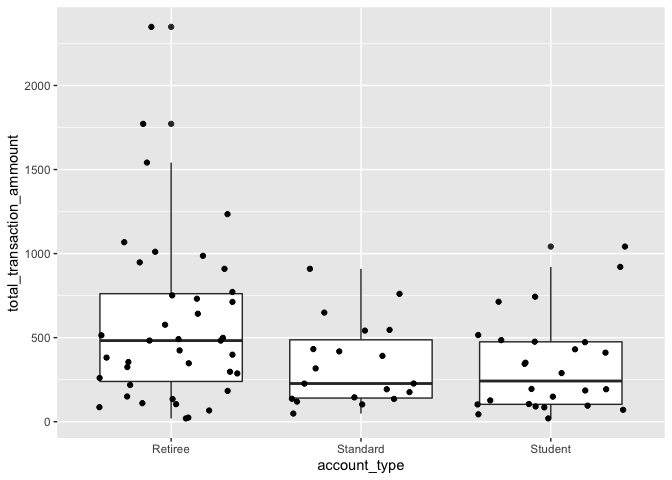 2000
1500
1000
500
0
total_transaction_ammount
Retiree
Standard
Student
account_type